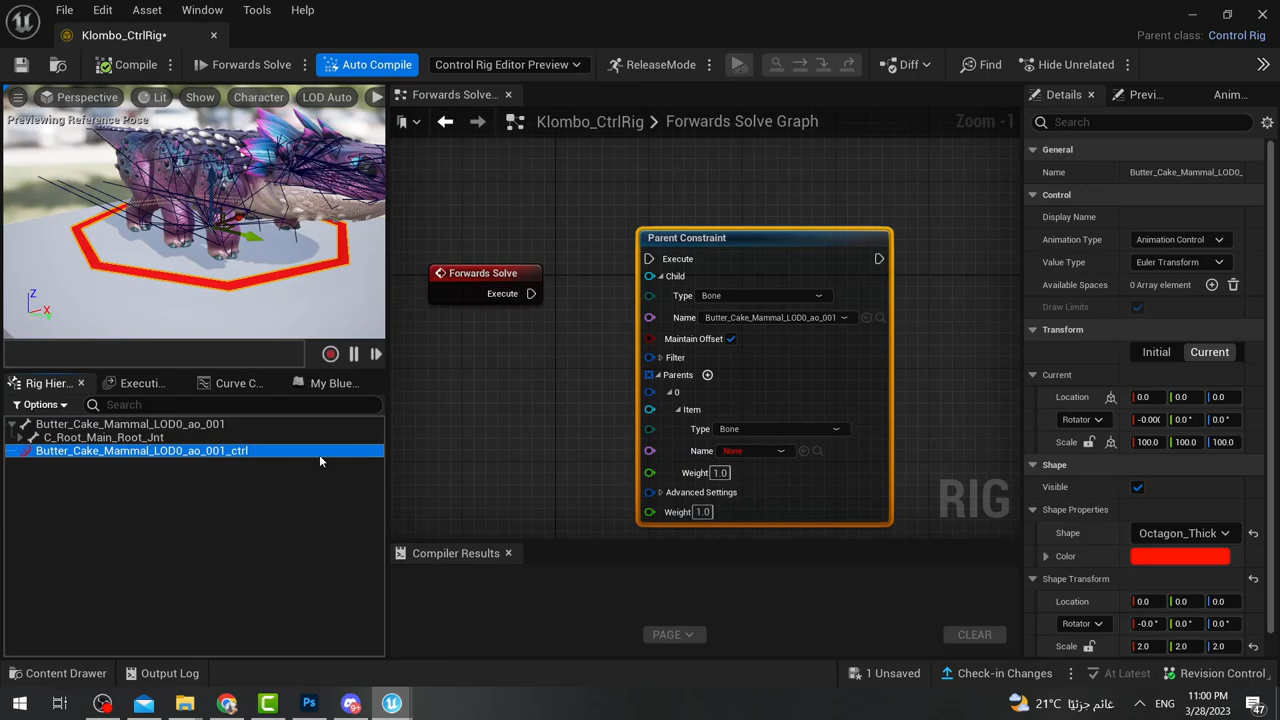 File Edit Asset Window Tools Help
Klombo_CtrlRig*
Parent class: Control Rig
Compile Forwards Solve Auto Compile Control Rig Editor Preview ReleaseMode Diff Find Hide Unrelated
Perspective Lit Show Character LOD Auto
Previewing Reference Pose
Z
X
Y
Forwards Solve...
Klombo_CtrlRig > Forwards Solve Graph
Zoom -1
Forwards Solve
Execute
Parent Constraint
Execute
Child
Type Bone
Name Butter_Cake_Mammal_LOD0_ao_001
Maintain Offset
Filter
Parents
0
Item
Type Bone
Name None
Weight 1.0
Advanced Settings
Weight 1.0
RIG
Rig Hier... Executi... Curve C... My Blue...
Options Search
Butter_Cake_Mammal_LOD0_ao_001
C_Root_Main_Root_Jnt
Butter_Cake_Mammal_LOD0_ao_001_ctrl
Compiler Results
PAGE CLEAR
Details Previ... Anim...
Search
General
Name Butter_Cake_Mammal_LOD0_
Control
Display Name
Animation Type Animation Control
Value Type Euler Transform
Available Spaces 0 Array element
Draw Limits
Transform
Initial Current
Current
Location 0.0 0.0 0.0
Rotator -0.000 0.0 ° 0.0 °
Scale 100.0 100.0 100.0
Shape
Visible
Shape Properties
Shape Octagon_Thick
Color
Shape Transform
Location 0.0 0.0 0.0
Rotator -0.0 ° 0.0 ° 0.0 °
Scale 2.0 2.0 2.0
Content Drawer Output Log 1 Unsaved Check-in Changes At Latest Revision Control
Ps 9+ 21°C غائم جزئيًا 11:00 PM
3/28/2023 47